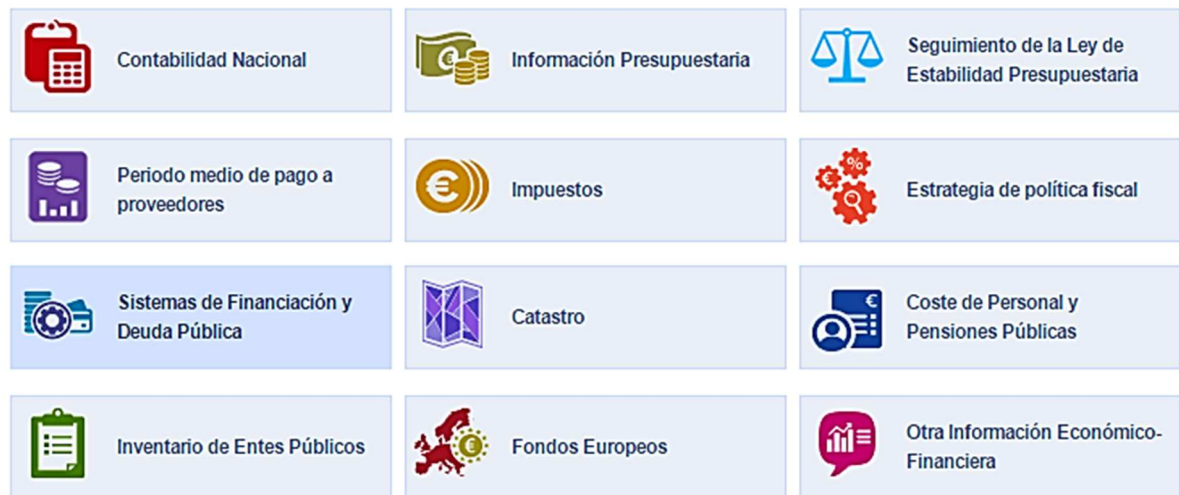 Contabilidad Nacional
Información Presupuestaria
Seguimiento de la Ley de
Estabilidad Presupuestaria
Periodo medio de pago a
proveedores
Impuestos
Estrategia de política fiscal
Sistemas de Financiación y
Deuda Pública
Catastro
Coste de Personal y
Pensiones Públicas
Inventario de Entes Públicos
Fondos Europeos
Otra Información Económico-
Financiera